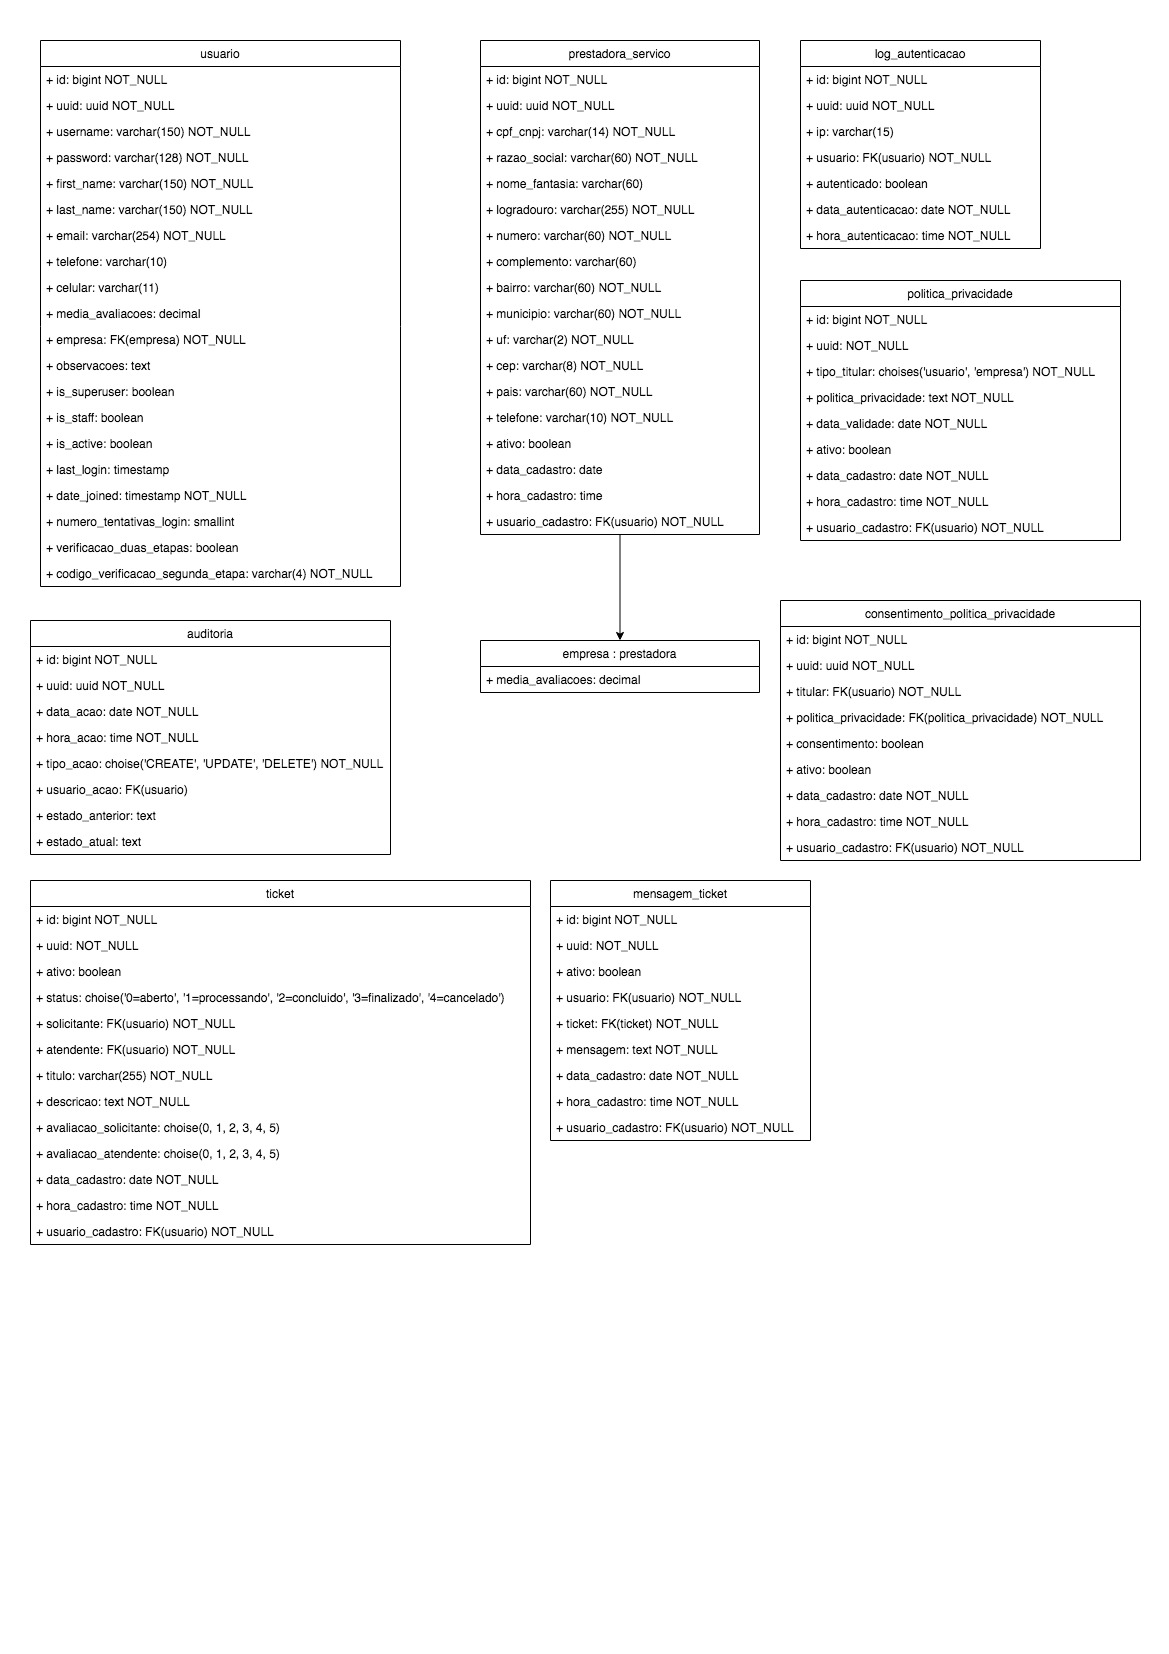 usuario
+ id: bigint NOT_NULL
+ uuid: uuid NOT_NULL
+ username: varchar(150) NOT_NULL
+ password: varchar(128) NOT_NULL
+ first_name: varchar(150) NOT_NULL
+ last_name: varchar(150) NOT_NULL
+ email: varchar(254) NOT_NULL
+ telefone: varchar(10)
+ celular: varchar(11)
+ media_avaliacoes: decimal
+ empresa: FK(empresa) NOT_NULL
+ observacoes: text
+ is_superuser: boolean
+ is_staff: boolean
+ is_active: boolean
+ last_login: timestamp
+ date_joined: timestamp NOT_NULL
+ numero_tentativas_login: smallint
+ verificacao_duas_etapas: boolean
+ codigo_verificacao_segunda_etapa: varchar(4) NOT_NULL
prestadora_servico
+ id: bigint NOT_NULL
+ uuid: uuid NOT_NULL
+ cpf_cnpj: varchar(14) NOT_NULL
+ razao_social: varchar(60) NOT_NULL
+ nome_fantasia: varchar(60)
+ logradouro: varchar(255) NOT_NULL
+ numero: varchar(60) NOT_NULL
+ complemento: varchar(60)
+ bairro: varchar(60) NOT_NULL
+ municipio: varchar(60) NOT_NULL
+ uf: varchar(2) NOT_NULL
+ cep: varchar(8) NOT_NULL
+ pais: varchar(60) NOT_NULL
+ telefone: varchar(10) NOT_NULL
+ ativo: boolean
+ data_cadastro: date
+ hora_cadastro: time
+ usuario_cadastro: FK(usuario) NOT_NULL
log_autenticacao
+ id: bigint NOT_NULL
+ uuid: uuid NOT_NULL
+ ip: varchar(15)
+ usuario: FK(usuario) NOT_NULL
+ autenticado: boolean
+ data_autenticacao: date NOT_NULL
+ hora_autenticacao: time NOT_NULL
politica_privacidade
+ id: bigint NOT_NULL
+ uuid: NOT_NULL
+ tipo_titular: choises('usuario', 'empresa') NOT_NULL
+ politica_privacidade: text NOT_NULL
+ data_validade: date NOT_NULL
+ ativo: boolean
+ data_cadastro: date NOT_NULL
+ hora_cadastro: time NOT_NULL
+ usuario_cadastro: FK(usuario) NOT_NULL
auditoria
+ id: bigint NOT_NULL
+ uuid: uuid NOT_NULL
+ data_acao: date NOT_NULL
+ hora_acao: time NOT_NULL
+ tipo_acao: choise('CREATE', 'UPDATE', 'DELETE') NOT_NULL
+ usuario_acao: FK(usuario)
+ estado_anterior: text
+ estado_atual: text
empresa : prestadora
+ media_avaliacoes: decimal
consentimento_politica_privacidade
+ id: bigint NOT_NULL
+ uuid: uuid NOT_NULL
+ titular: FK(usuario) NOT_NULL
+ politica_privacidade: FK(politica_privacidade) NOT_NULL
+ consentimento: boolean
+ ativo: boolean
+ data_cadastro: date NOT_NULL
+ hora_cadastro: time NOT_NULL
+ usuario_cadastro: FK(usuario) NOT_NULL
ticket
+ id: bigint NOT_NULL
+ uuid: NOT_NULL
+ ativo: boolean
+ status: choise('0=aberto', '1=processando', '2=concluido', '3=finalizado', '4=cancelado')
+ solicitante: FK(usuario) NOT_NULL
+ atendente: FK(usuario) NOT_NULL
+ titulo: varchar(255) NOT_NULL
+ descricao: text NOT_NULL
+ avaliacao_solicitante: choise(0, 1, 2, 3, 4, 5)
+ avaliacao_atendente: choise(0, 1, 2, 3, 4, 5)
+ data_cadastro: date NOT_NULL
+ hora_cadastro: time NOT_NULL
+ usuario_cadastro: FK(usuario) NOT_NULL
mensagem_ticket
+ id: bigint NOT_NULL
+ uuid: NOT_NULL
+ ativo: boolean
+ usuario: FK(usuario) NOT_NULL
+ ticket: FK(ticket) NOT_NULL
+ mensagem: text NOT_NULL
+ data_cadastro: date NOT_NULL
+ hora_cadastro: time NOT_NULL
+ usuario_cadastro: FK(usuario) NOT_NULL